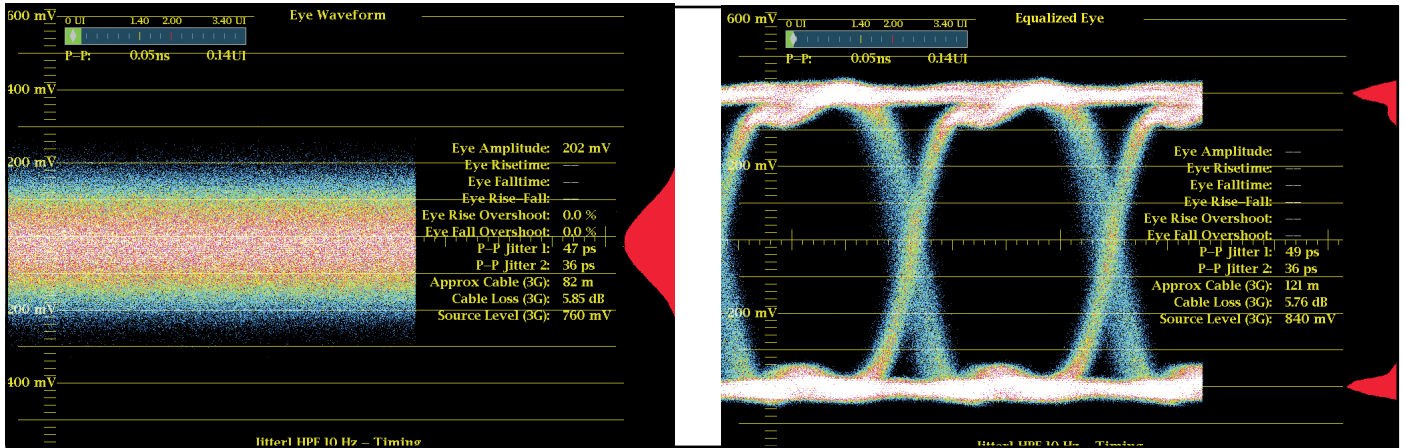 Eye Waveform
600 mV
0 UI 1.40 2.00 3.40 UI
P-P: 0.05ns 0.14UI
400 mV
200 mV
Eye Amplitude: 202 mV
Eye Risetime: ––
Eye Falltime: ––
Eye Rise-Fall: ––
Eye Rise Overshoot: 0.0 %
Eye Fall Overshoot: 0.0 %
P-P Jitter 1: 47 ps
P-P Jitter 2: 36 ps
Approx Cable (3G): 82 m
Cable Loss (3G): 5.85 dB
Source Level (3G): 760 mV
200 mV
400 mV
Jitter1 HPF 10 Hz – Timing
Equalized Eye
600 mV
0 UI 1.40 2.00 3.40 UI
P-P: 0.05ns 0.14UI
200 mV
Eye Amplitude: ––
Eye Risetime: ––
Eye Falltime: ––
Eye Rise-Fall: ––
Eye Rise Overshoot: ––
Eye Fall Overshoot: ––
P-P Jitter 1: 49 ps
P-P Jitter 2: 36 ps
Approx Cable (3G): 121 m
Cable Loss (3G): 5.76 dB
Source Level (3G): 840 mV
200 mV
Jitter1 HPF 10 Hz – Timing